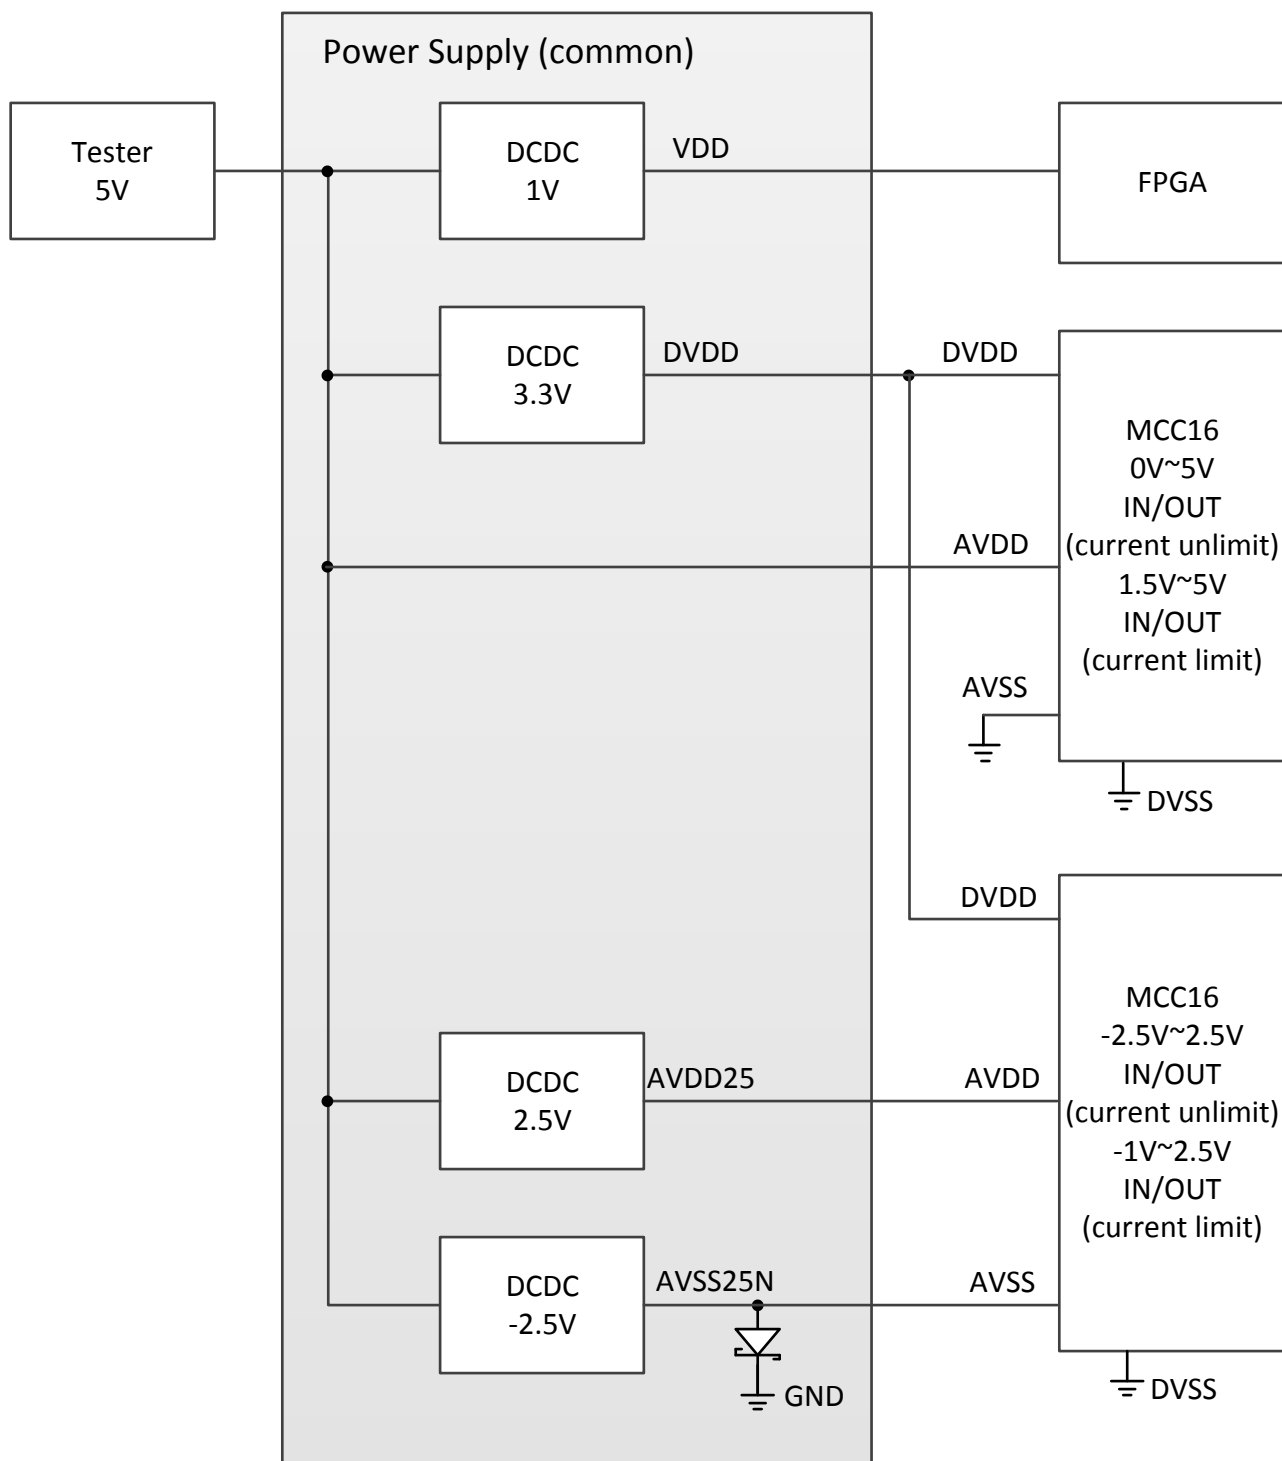 Power Supply (common)
Tester
5V
DCDC
1V
VDD
FPGA
DCDC
3.3V
DVDD
DVDD
MCC16
0V~5V
IN/OUT
(current unlimit)
1.5V~5V
IN/OUT
(current limit)
AVDD
AVSS
DVSS
DVDD
MCC16
-2.5V~2.5V
IN/OUT
(current unlimit)
-1V~2.5V
IN/OUT
(current limit)
DCDC
2.5V
AVDD25
AVDD
DCDC
-2.5V
AVSS25N
AVSS
GND
DVSS